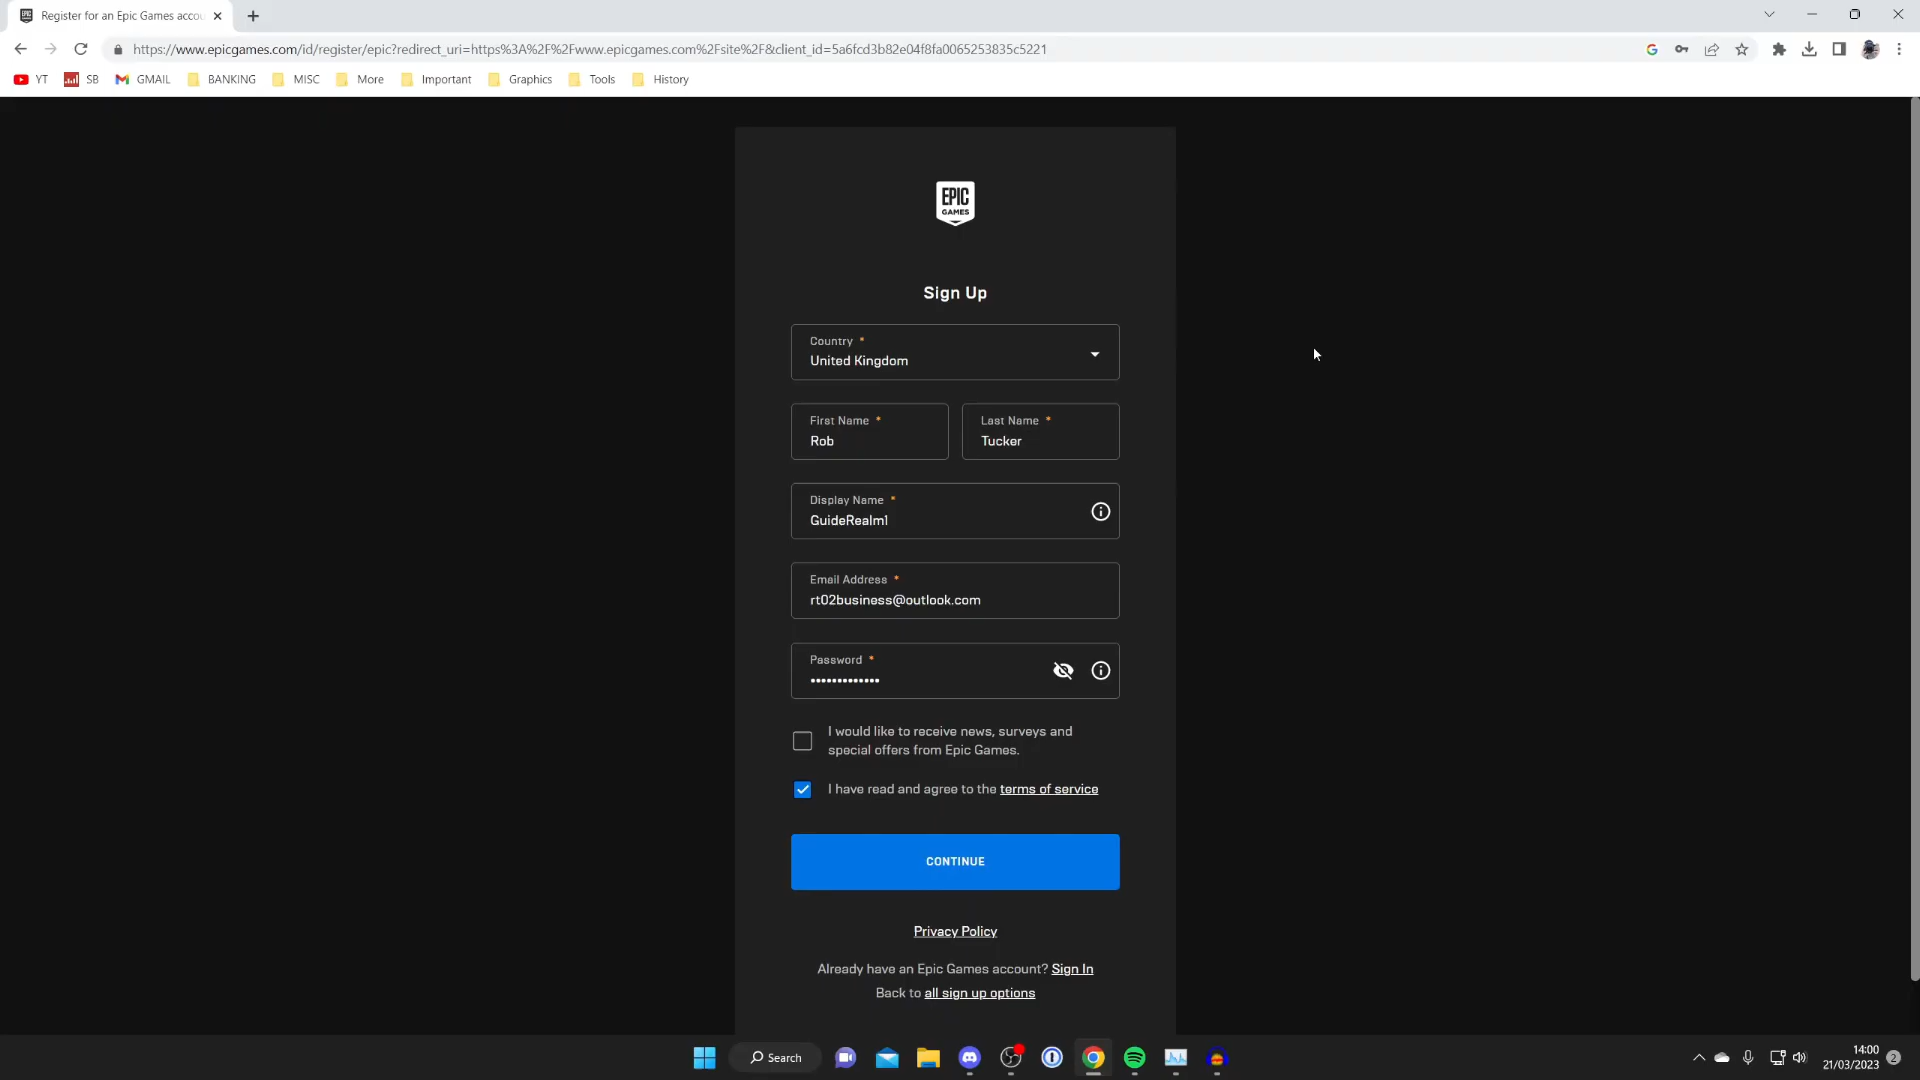 Register for an Epic Games accou
https://www.epicgames.com/id/register/epic?redirect_uri=https%3A%2F%2Fwww.epicgames.com%2Fsite%2F&client_id=5a6fcd3b82e04f8fa0065253835c5221
YT SB GMAIL BANKING MISC More Important Graphics Tools History
EPIC
GAMES
Sign Up
Country *
United Kingdom
First Name * Last Name *
Rob Tucker
Display Name *
GuideRealm1
Email Address *
rt02business@outlook.com
Password *
I would like to receive news, surveys and
special offers from Epic Games.
I have read and agree to the terms of service
CONTINUE
Privacy Policy
Already have an Epic Games account? Sign In
Back to all sign up options
Search
14:00
21/03/2023
2